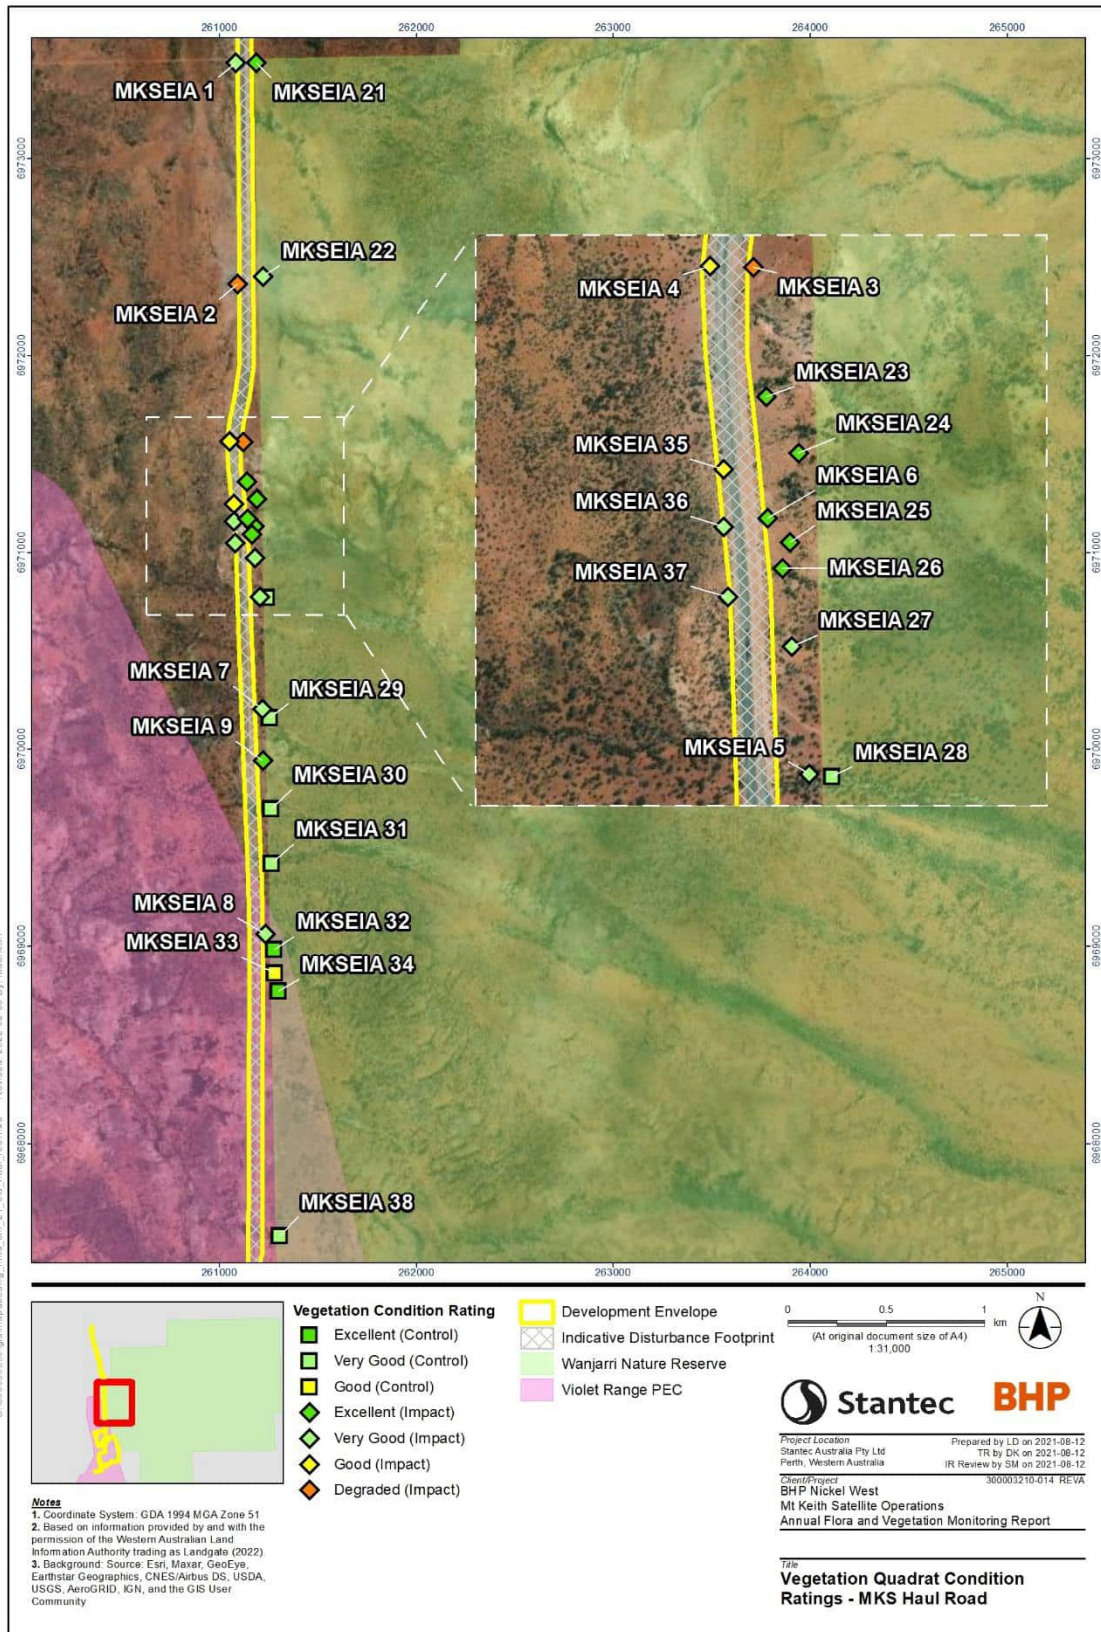 261000 262000 263000 264000 265000
6973000
6972000
6971000
6970000
6969000
6968000
6973000
6972000
6971000
6970000
6969000
6968000
MKSEIA 1
MKSEIA 21
MKSEIA 22
MKSEIA 2
MKSEIA 4
MKSEIA 3
MKSEIA 23
MKSEIA 24
MKSEIA 35
MKSEIA 6
MKSEIA 36
MKSEIA 25
MKSEIA 37
MKSEIA 26
MKSEIA 27
MKSEIA 5
MKSEIA 28
MKSEIA 7
MKSEIA 29
MKSEIA 9
MKSEIA 30
MKSEIA 31
MKSEIA 8
MKSEIA 32
MKSEIA 33
MKSEIA 34
MKSEIA 38
261000 262000 263000 264000 265000
Vegetation Condition Rating
Excellent (Control)
Very Good (Control)
Good (Control)
Excellent (Impact)
Very Good (Impact)
Good (Impact)
Degraded (Impact)
Development Envelope
Indicative Disturbance Footprint
Wanjarri Nature Reserve
Violet Range PEC
0 0.5 1
km
(At original document size of A4)
1:31,000
N
Stantec
BHP
Project Location
Stantec Australia Pty Ltd
Perth, Western Australia
Prepared by LD on 2021-08-12
TR by DK on 2021-08-12
IR Review by SM on 2021-08-12
Client/Project 300003210-014 REVA
BHP Nickel West
Mt Keith Satellite Operations
Annual Flora and Vegetation Monitoring Report
Title
Vegetation Quadrat Condition
Ratings - MKS Haul Road
Notes
1. Coordinate System: GDA 1994 MGA Zone 51
2. Based on information provided by and with the
permission of the Western Australian Land
Information Authority trading as Landgate (2022).
3. Background: Source: Esri, Maxar, GeoEye,
Earthstar Geographics, CNES/Airbus DS, USDA,
USGS, AeroGRID, IGN, and the GIS User
Community